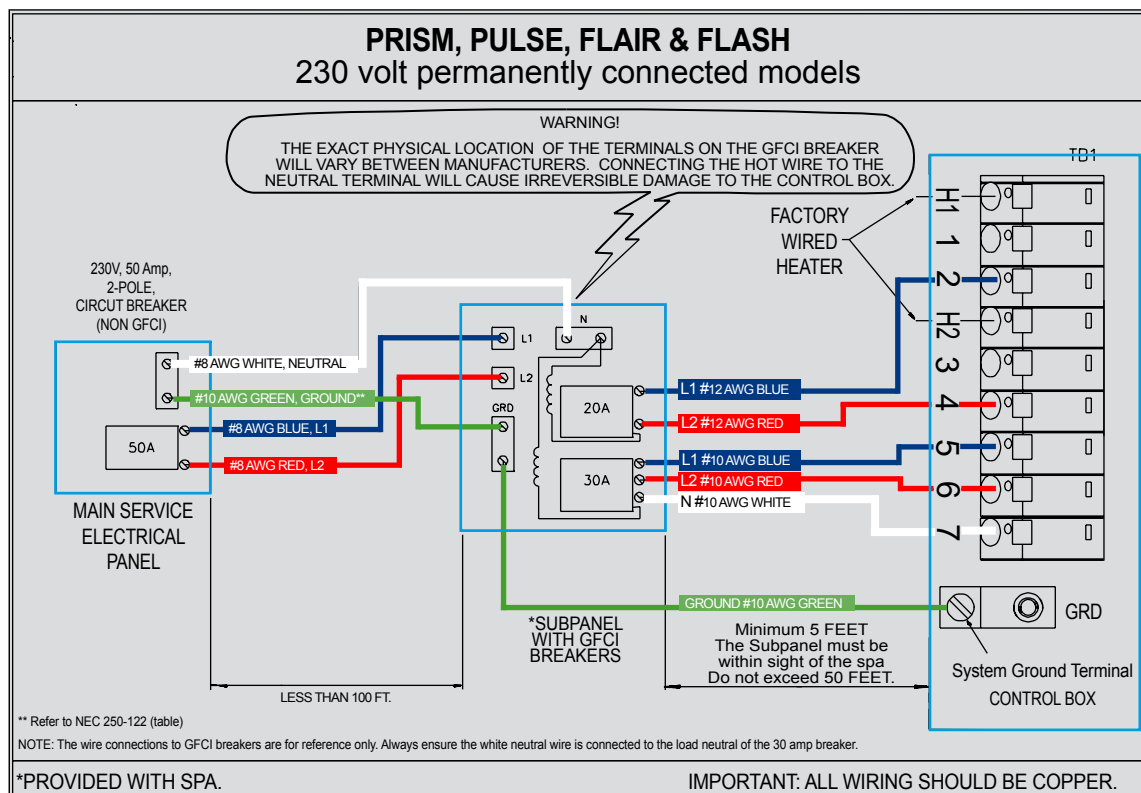 PRISM, PULSE, FLAIR & FLASH
230 volt permanently connected models
WARNING!
THE EXACT PHYSICAL LOCATION OF THE TERMINALS ON THE GFCI BREAKER
WILL VARY BETWEEN MANUFACTURERS. CONNECTING THE HOT WIRE TO THE
NEUTRAL TERMINAL WILL CAUSE IRREVERSIBLE DAMAGE TO THE CONTROL BOX.
TB1
H1
1
2
H2
3
4
5
6
7
FACTORY
WIRED
HEATER
230V, 50 Amp,
2-POLE,
CIRCUT BREAKER
(NON GFCI)
#8 AWG WHITE, NEUTRAL
#10 AWG GREEN, GROUND**
#8 AWG BLUE, L1
#8 AWG RED, L2
50A
MAIN SERVICE
ELECTRICAL
PANEL
L1
N
L2
GRD
20A
30A
L1 #12 AWG BLUE
L2 #12 AWG RED
L1 #10 AWG BLUE
L2 #10 AWG RED
N #10 AWG WHITE
GROUND #10 AWG GREEN
GRD
*SUBPANEL
WITH GFCI
BREAKERS
Minimum 5 FEET
The Subpanel must be
within sight of the spa
Do not exceed 50 FEET.
System Ground Terminal
CONTROL BOX
LESS THAN 100 FT.
** Refer to NEC 250-122 (table)
NOTE: The wire connections to GFCI breakers are for reference only. Always ensure the white neutral wire is connected to the load neutral of the 30 amp breaker.
*PROVIDED WITH SPA.
IMPORTANT: ALL WIRING SHOULD BE COPPER.